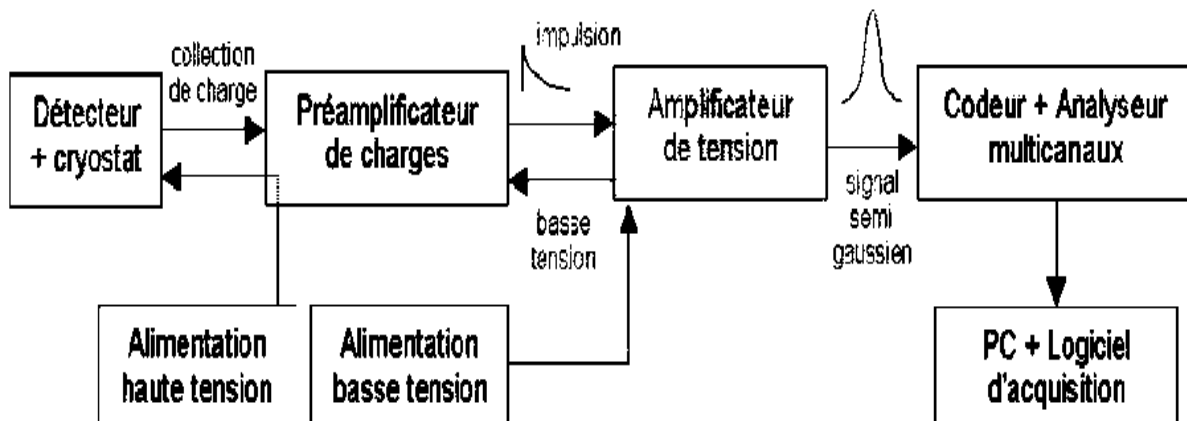 collection
de charge
impulsion
Détecteur
+ cryostat
Préamplificateur
de charges
Amplificateur
de tension
Codeur + Analyseur
multicanaux
basse
tension
signal
semi
gaussien
Alimentation
haute tension
Alimentation
basse tension
PC + Logiciel
d'acquisition